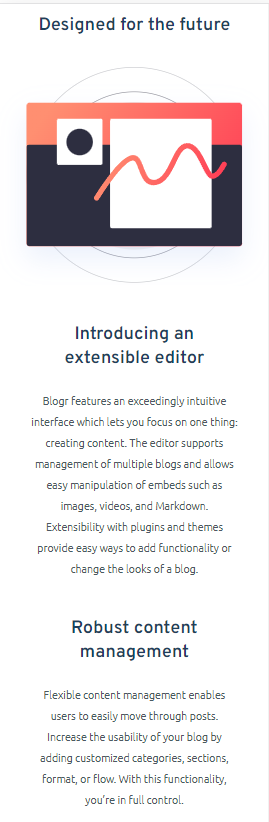 Designed for the future
Introducing an
extensible editor
Blogr features an exceedingly intuitive
interface which lets you focus on one thing:
creating content. The editor supports
management of multiple blogs and allows
easy manipulation of embeds such as
images, videos, and Markdown.
Extensibility with plugins and themes
provide easy ways to add functionality or
change the looks of a blog.
Robust content
management
Flexible content management enables
users to easily move through posts.
Increase the usability of your blog by
adding customized categories, sections,
format, or flow. With this functionality,
you’re in full control.